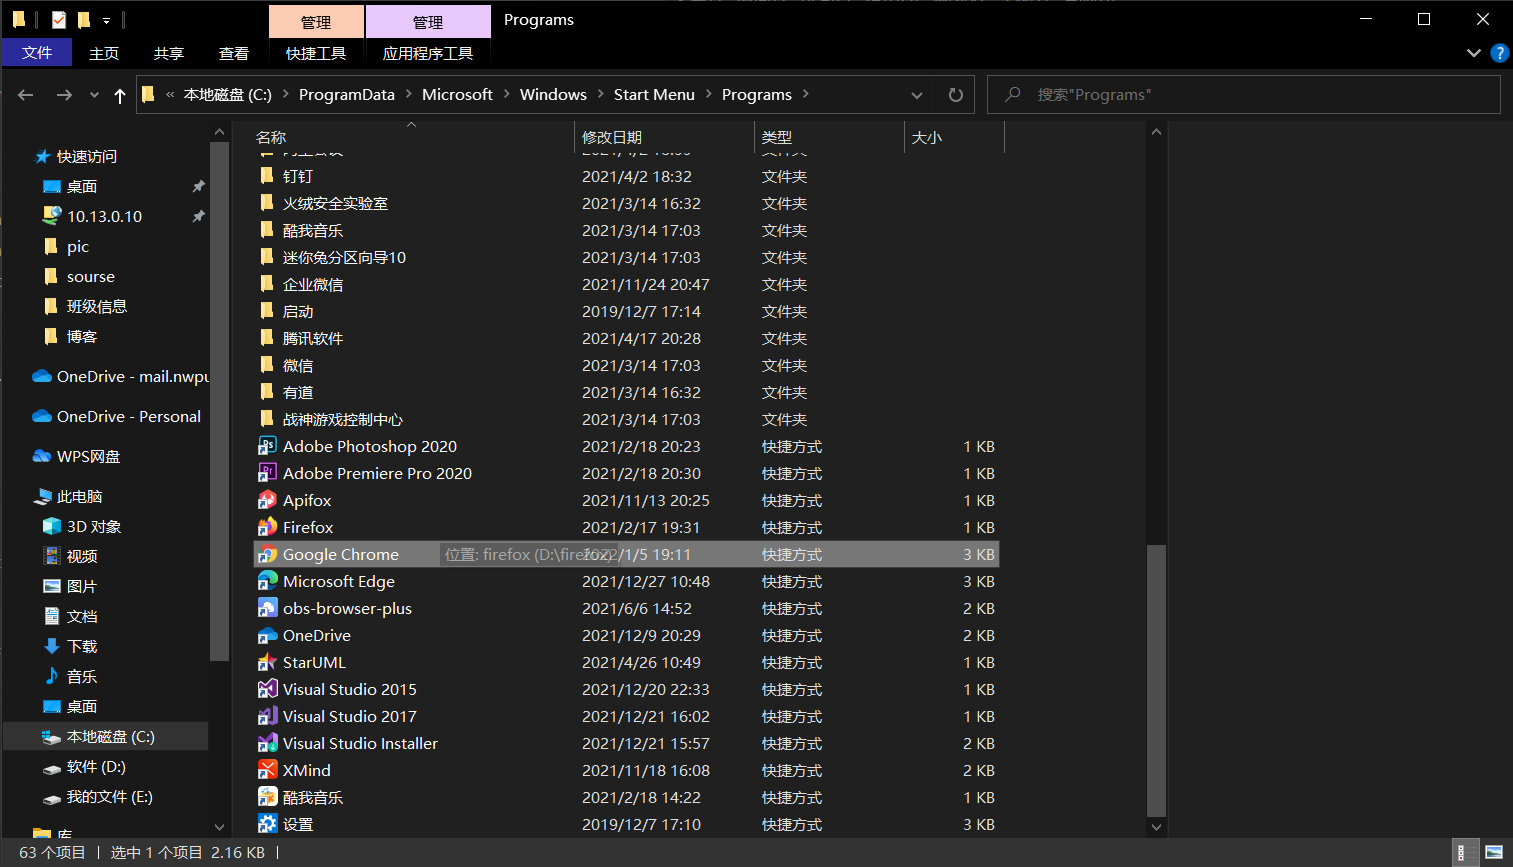 管理 管理 Programs
文件 主页 共享 查看 快捷工具 应用程序工具
« 本地磁盘 (C:) ProgramData Microsoft Windows Start Menu Programs
搜索"Programs"
快速访问
桌面
10.13.0.10
pic
sourse
班级信息
博客
OneDrive - mail.nwpu
OneDrive - Personal
WPS网盘
此电脑
3D 对象
视频
图片
文档
下载
音乐
桌面
本地磁盘 (C:)
软件 (D:)
我的文件 (E:)
库
名称 修改日期 类型 大小
钉钉 2021/4/2 18:32 文件夹
火绒安全实验室 2021/3/14 16:32 文件夹
酷我音乐 2021/3/14 17:03 文件夹
迷你兔分区向导10 2021/3/14 17:03 文件夹
企业微信 2021/11/24 20:47 文件夹
启动 2019/12/7 17:14 文件夹
腾讯软件 2021/4/17 20:28 文件夹
微信 2021/3/14 17:03 文件夹
有道 2021/3/14 16:32 文件夹
战神游戏控制中心 2021/3/14 17:03 文件夹
Adobe Photoshop 2020 2021/2/18 20:23 快捷方式 1 KB
Adobe Premiere Pro 2020 2021/2/18 20:30 快捷方式 1 KB
Apifox 2021/11/13 20:25 快捷方式 1 KB
Firefox 2021/2/17 19:31 快捷方式 1 KB
Google Chrome 位置: firefox (D:\firefox) 2022/1/5 19:11 快捷方式 3 KB
Microsoft Edge 2021/12/27 10:48 快捷方式 3 KB
obs-browser-plus 2021/6/6 14:52 快捷方式 2 KB
OneDrive 2021/12/9 20:29 快捷方式 2 KB
StarUML 2021/4/26 10:49 快捷方式 1 KB
Visual Studio 2015 2021/12/20 22:33 快捷方式 1 KB
Visual Studio 2017 2021/12/21 16:02 快捷方式 1 KB
Visual Studio Installer 2021/12/21 15:57 快捷方式 2 KB
XMind 2021/11/18 16:08 快捷方式 2 KB
酷我音乐 2021/2/18 14:22 快捷方式 1 KB
设置 2019/12/7 17:10 快捷方式 3 KB
63 个项目 选中 1 个项目 2.16 KB